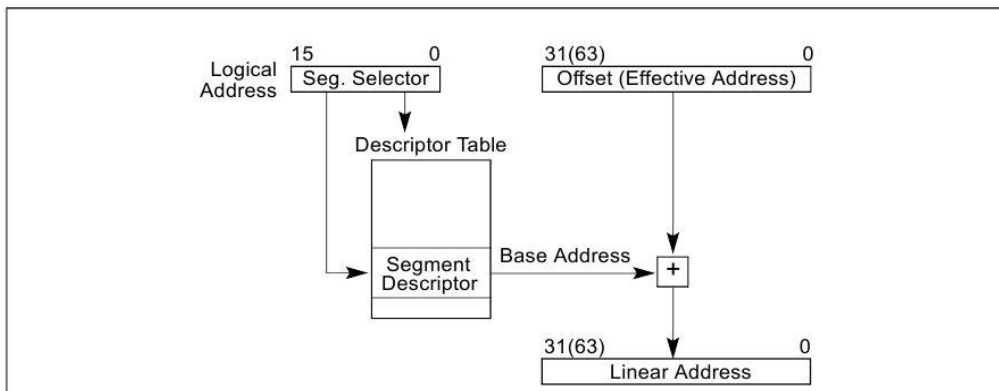 15 0 31(63) 0
Logical Address
Seg. Selector
Offset (Effective Address)
Descriptor Table
Segment
Descriptor
Base Address
+
31(63) 0
Linear Address